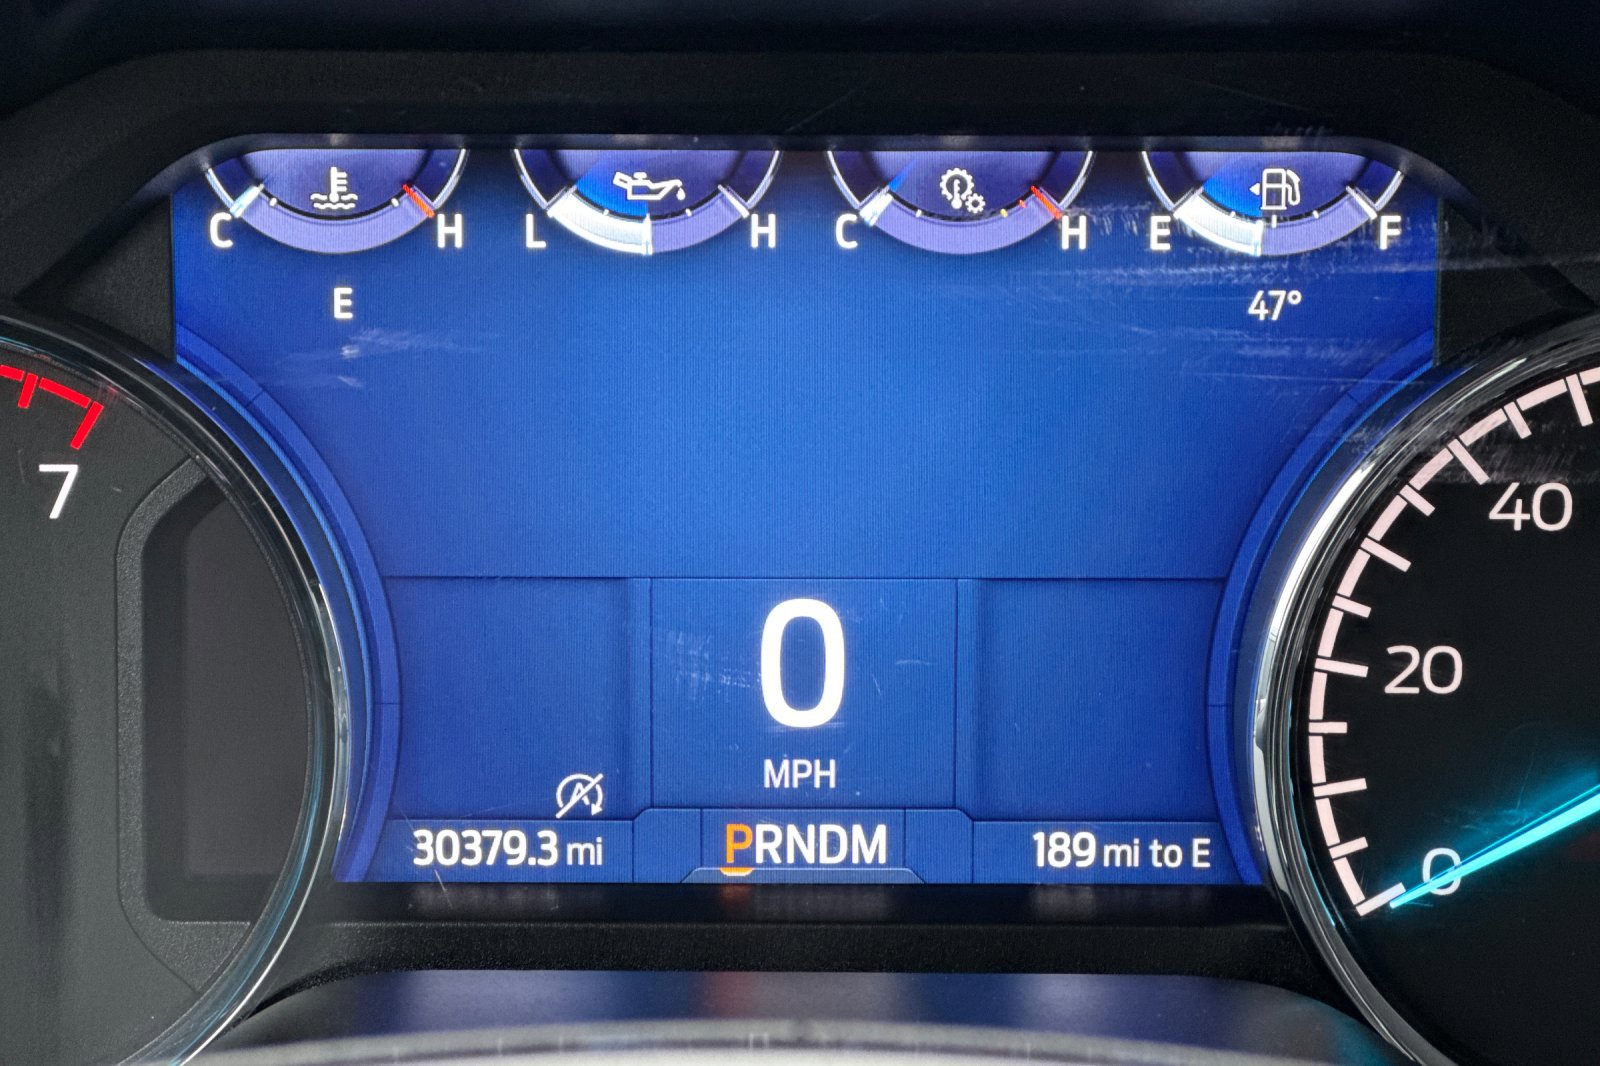 C H L H C H E F
E 47°
7
40
20
0
MPH
30379.3 mi PRNDM 189 mi to E
0